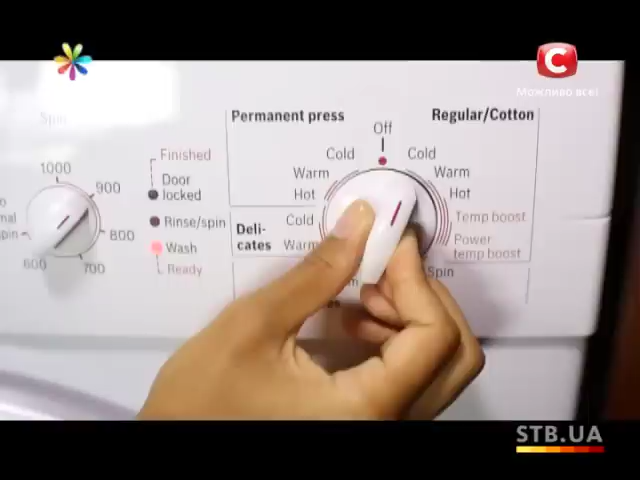 С
Можливо все!
Permanent press
Regular/Cotton
Off
Cold
Cold
Warm
Warm
Hot
Hot
Temp boost
Power
temp boost
Spin
Deli-
cates
Cold
Warm
1000
900
800
700
600
Finished
Door
locked
Rinse/spin
Wash
Ready
STB.UA